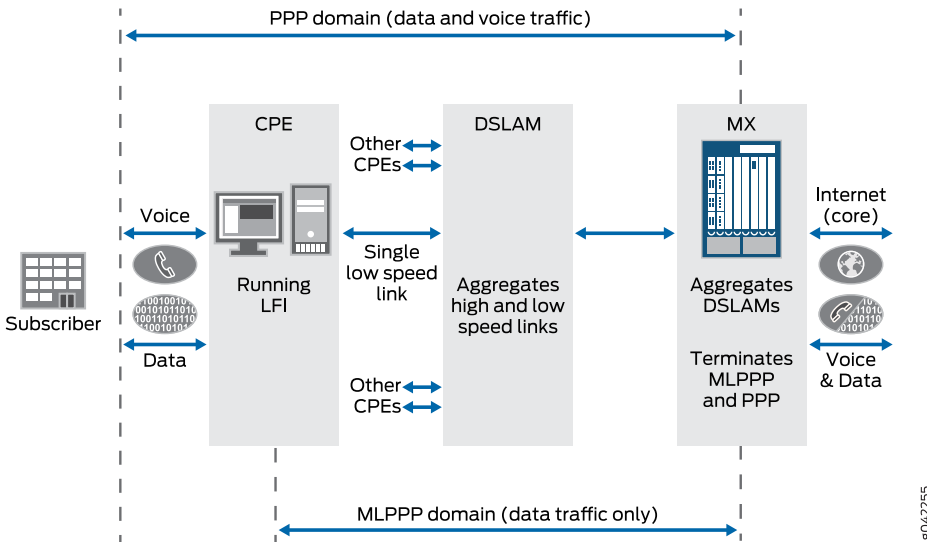 PPP domain (data and voice traffic)
CPE
DSLAM
MX
Other
CPEs
Voice
Internet
(core)
Single
low speed
link
Running
LFI
Aggregates
high and low
speed links
Aggregates
DSLAMs
Subscriber
Data
Terminates
MLPPP
and PPP
Voice
& Data
Other
CPEs
MLPPP domain (data traffic only)
g042255